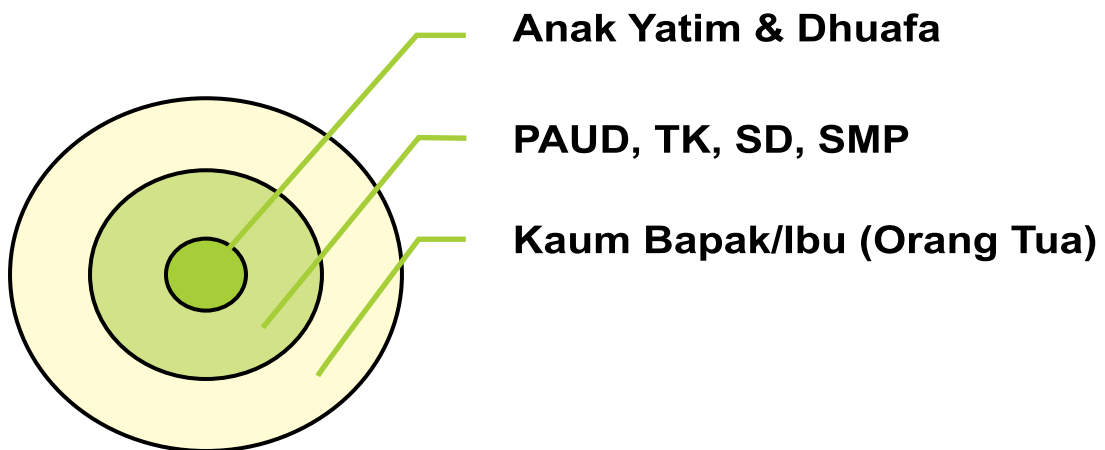 Anak Yatim & Dhuafa
PAUD, TK, SD, SMP
Kaum Bapak/Ibu (Orang Tua)